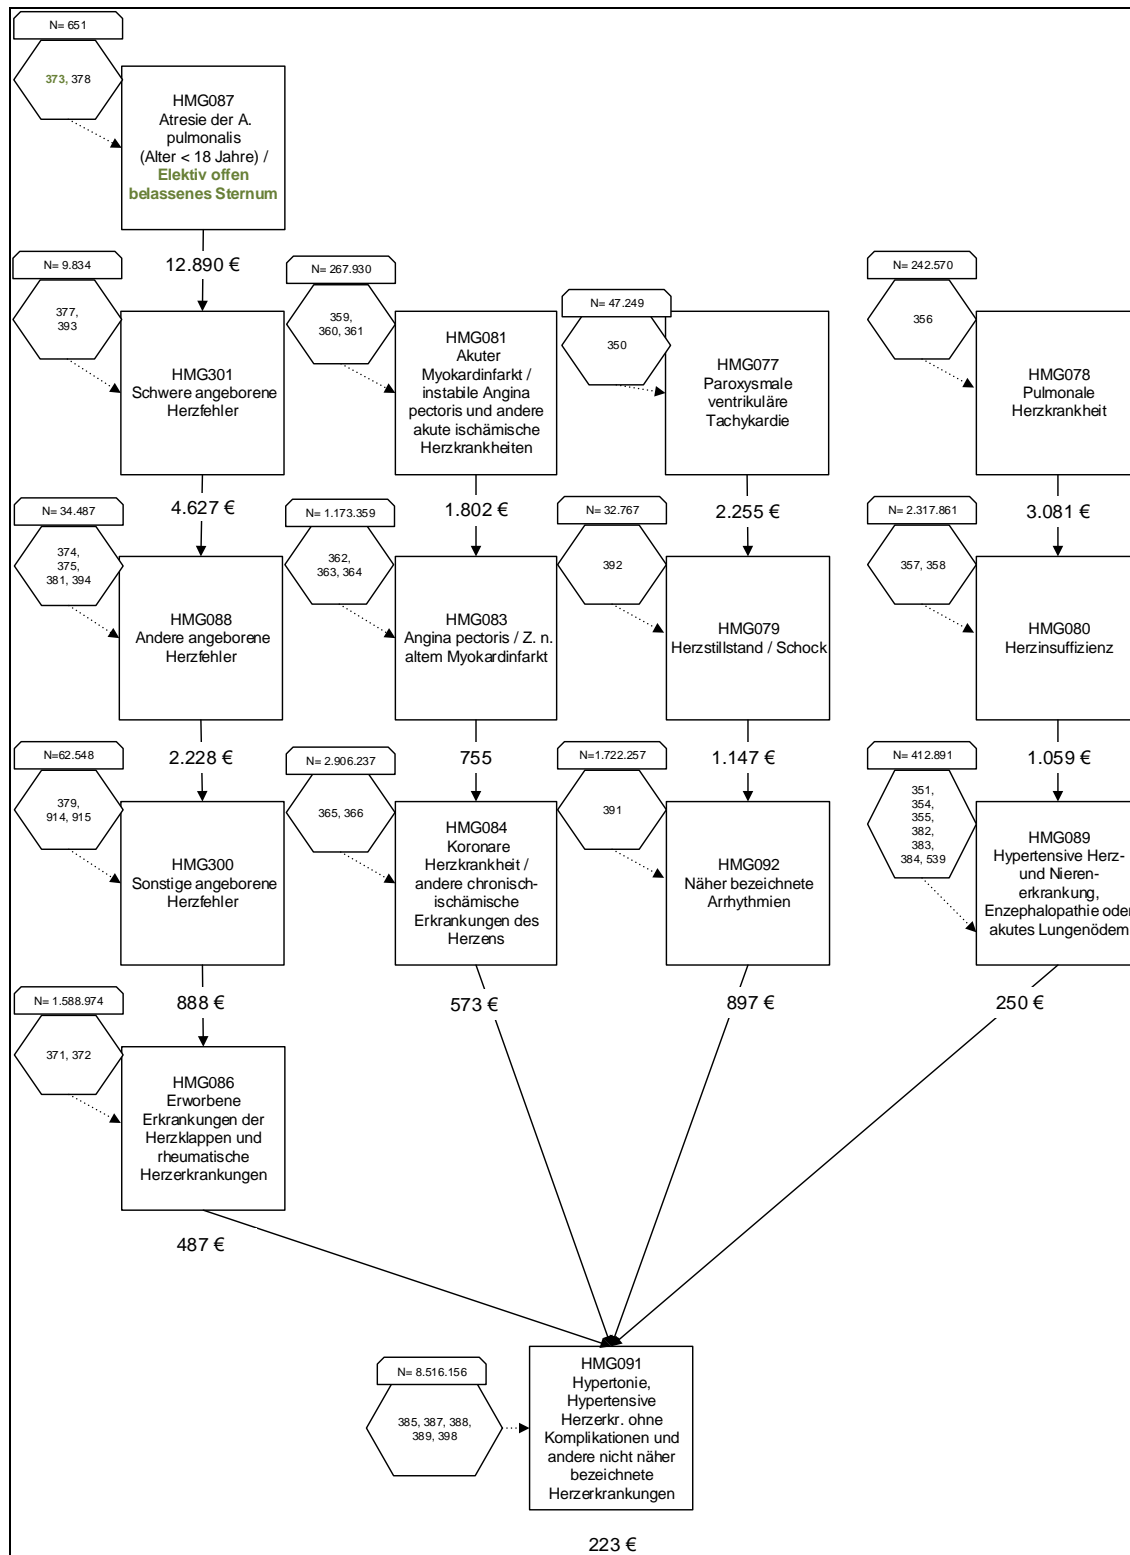 N= 651
373, 378
HMG087
Atresie der A.
pulmonalis
(Alter < 18 Jahre) /
Elektiv offen
belassenes Sternum
12.890 €
N= 9.834
377,
393
HMG301
Schwere angeborene
Herzfehler
4.627 €
N= 34.487
374,
375,
381, 394
HMG088
Andere angeborene
Herzfehler
2.228 €
N=62.548
379,
914, 915
HMG300
Sonstige angeborene
Herzfehler
888 €
N= 1.588.974
371, 372
HMG086
Erworbene
Erkrankungen der
Herzklappen und
rheumatische
Herzerkrankungen
487 €
N= 267.930
359,
360, 361
HMG081
Akuter
Myokardinfarkt /
instabile Angina
pectoris und andere
akute ischämische
Herzkrankheiten
1.802 €
N= 1.173.359
362,
363, 364
HMG083
Angina pectoris / Z. n.
altem Myokardinfarkt
755
N= 2.906.237
365, 366
HMG084
Koronare
Herzkrankheit /
andere chronisch-
ischämische
Erkrankungen des
Herzens
573 €
N= 47.249
350
HMG077
Paroxysmale
ventrikuläre
Tachykardie
2.255 €
N= 32.767
392
HMG079
Herzstillstand / Schock
1.147 €
N=1.722.257
391
HMG092
Näher bezeichnete
Arrhythmien
897 €
N= 242.570
356
HMG078
Pulmonale
Herzkrankheit
3.081 €
N= 2.317.861
357, 358
HMG080
Herzinsuffizienz
1.059 €
N= 412.891
351,
354,
355,
382,
383,
384, 539
HMG089
Hypertensive Herz-
und Nieren-
erkrankung,
Enzephalopathie oder
akutes Lungenödem
250 €
N= 8.516.156
385, 387, 388,
389, 398
HMG091
Hypertonie,
Hypertensive
Herzerkr. ohne
Komplikationen und
andere nicht näher
bezeichnete
Herzerkrankungen
223 €